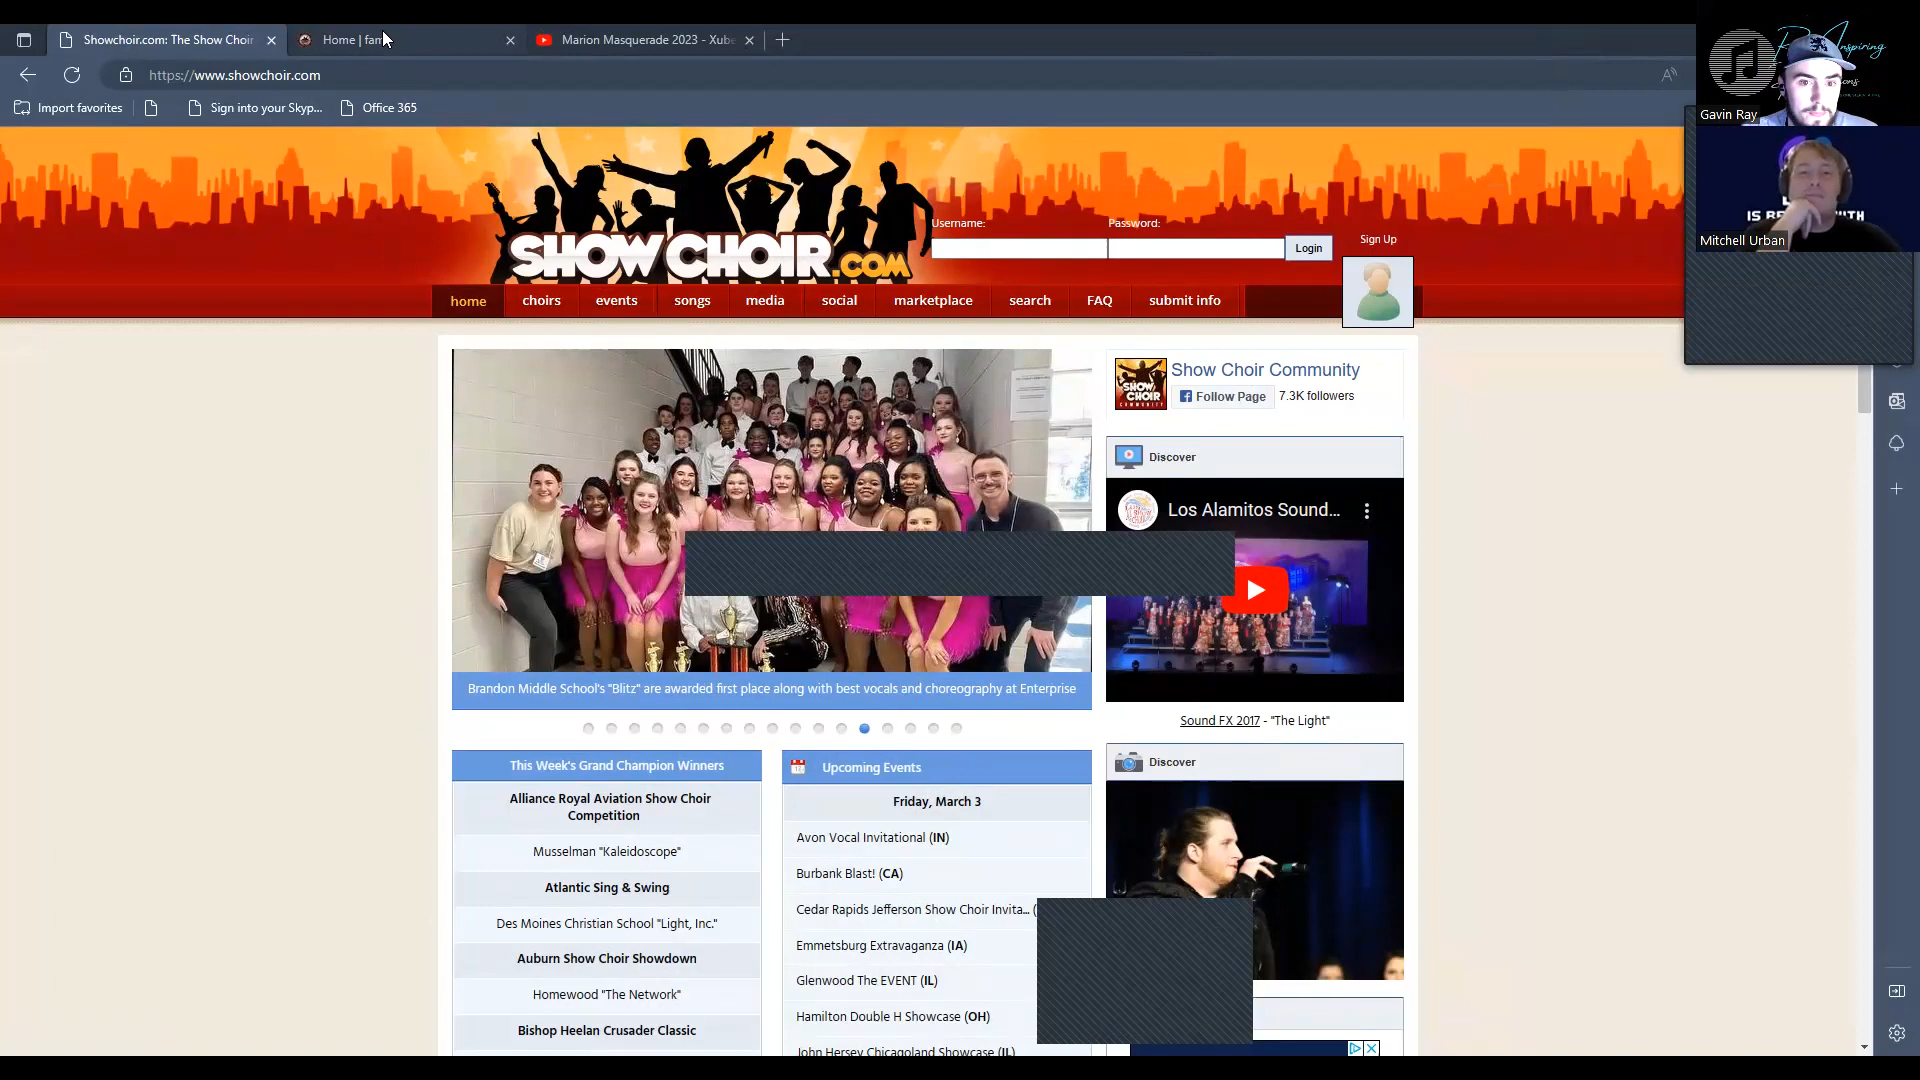 Showchoir.com: The Show Choir
Home | fam
Marion Masquerade 2023 - Xube
https://www.showchoir.com
Import favorites
Sign into your Skyp...
Office 365
Gavin Ray
Mitchell Urban
SHOW CHOIR.COM
Username:
Password:
Login
Sign Up
home
choirs
events
songs
media
social
marketplace
search
FAQ
submit info
Show Choir Community
Follow Page
7.3K followers
Discover
Los Alamitos Sound...
Brandon Middle School's "Blitz" are awarded first place along with best vocals and choreography at Enterprise
Sound FX 2017 - "The Light"
Discover
This Week's Grand Champion Winners
Alliance Royal Aviation Show Choir
Competition
Musselman "Kaleidoscope"
Atlantic Sing & Swing
Des Moines Christian School "Light, Inc."
Auburn Show Choir Showdown
Homewood "The Network"
Bishop Heelan Crusader Classic
Upcoming Events
Friday, March 3
Avon Vocal Invitational (IN)
Burbank Blast! (CA)
Cedar Rapids Jefferson Show Choir Invita... (
Emmetsburg Extravaganza (IA)
Glenwood The EVENT (IL)
Hamilton Double H Showcase (OH)
John Hersey Chicagoland Showcase (IL)